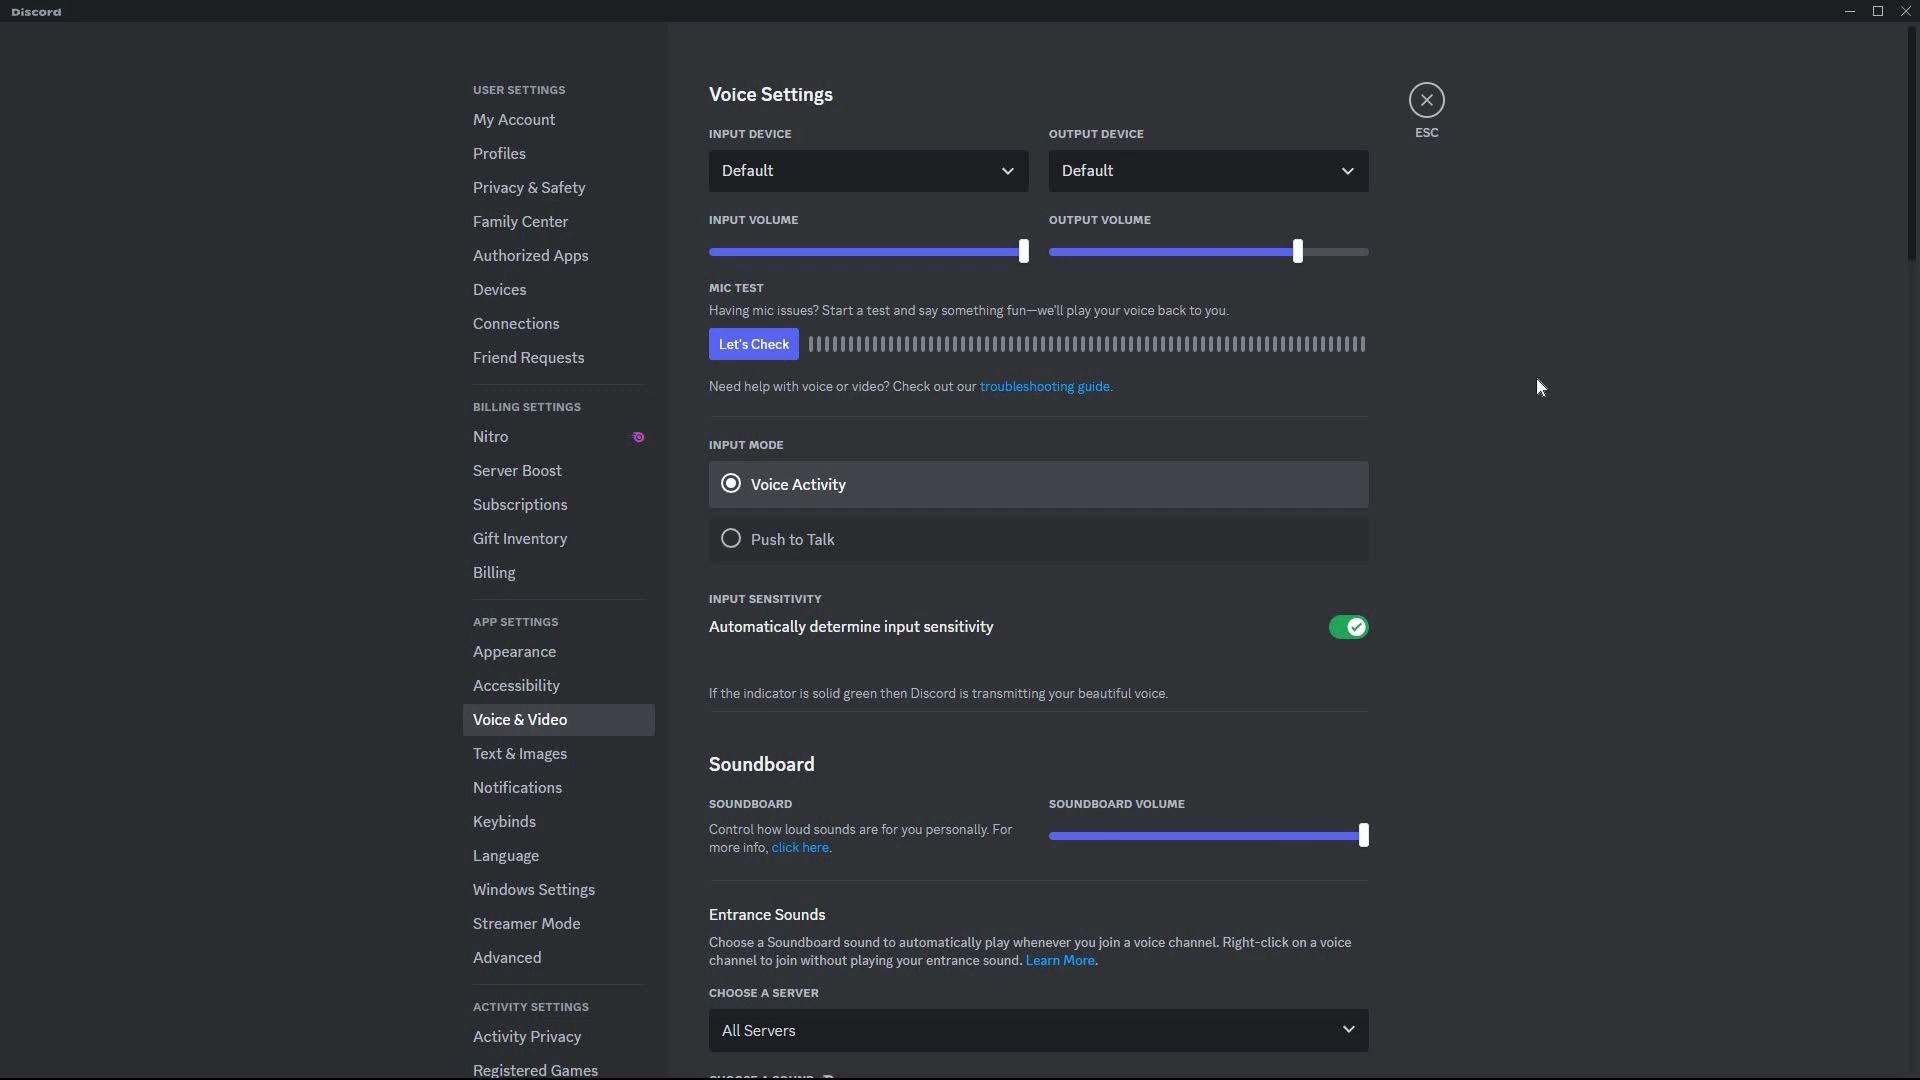 Discord
USER SETTINGS
My Account
Profiles
Privacy & Safety
Family Center
Authorized Apps
Devices
Connections
Friend Requests
BILLING SETTINGS
Nitro
Server Boost
Subscriptions
Gift Inventory
Billing
APP SETTINGS
Appearance
Accessibility
Voice & Video
Text & Images
Notifications
Keybinds
Language
Windows Settings
Streamer Mode
Advanced
ACTIVITY SETTINGS
Activity Privacy
Registered Games
Voice Settings
INPUT DEVICE
Default
OUTPUT DEVICE
Default
INPUT VOLUME
OUTPUT VOLUME
MIC TEST
Having mic issues? Start a test and say something fun—we'll play your voice back to you.
Let's Check
Need help with voice or video? Check out our troubleshooting guide.
INPUT MODE
Voice Activity
Push to Talk
INPUT SENSITIVITY
Automatically determine input sensitivity
If the indicator is solid green then Discord is transmitting your beautiful voice.
Soundboard
SOUNDBOARD
Control how loud sounds are for you personally. For
more info, click here.
SOUNDBOARD VOLUME
Entrance Sounds
Choose a Soundboard sound to automatically play whenever you join a voice channel. Right-click on a voice
channel to join without playing your entrance sound. Learn More.
CHOOSE A SERVER
All Servers
CHOOSE A SOUND
ESC